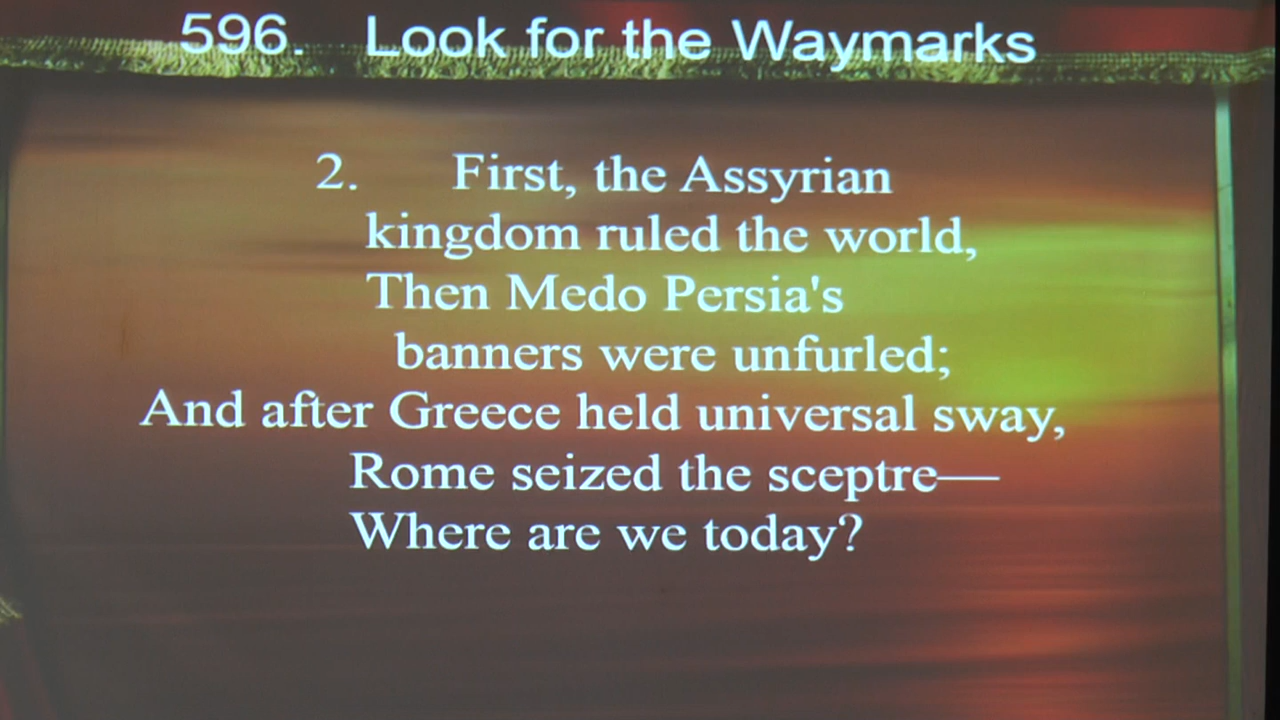 596. Look for the Waymarks
2. First, the Assyrian
kingdom ruled the world,
Then Medo Persia's
banners were unfurled;
And after Greece held universal sway,
Rome seized the sceptre—
Where are we today?